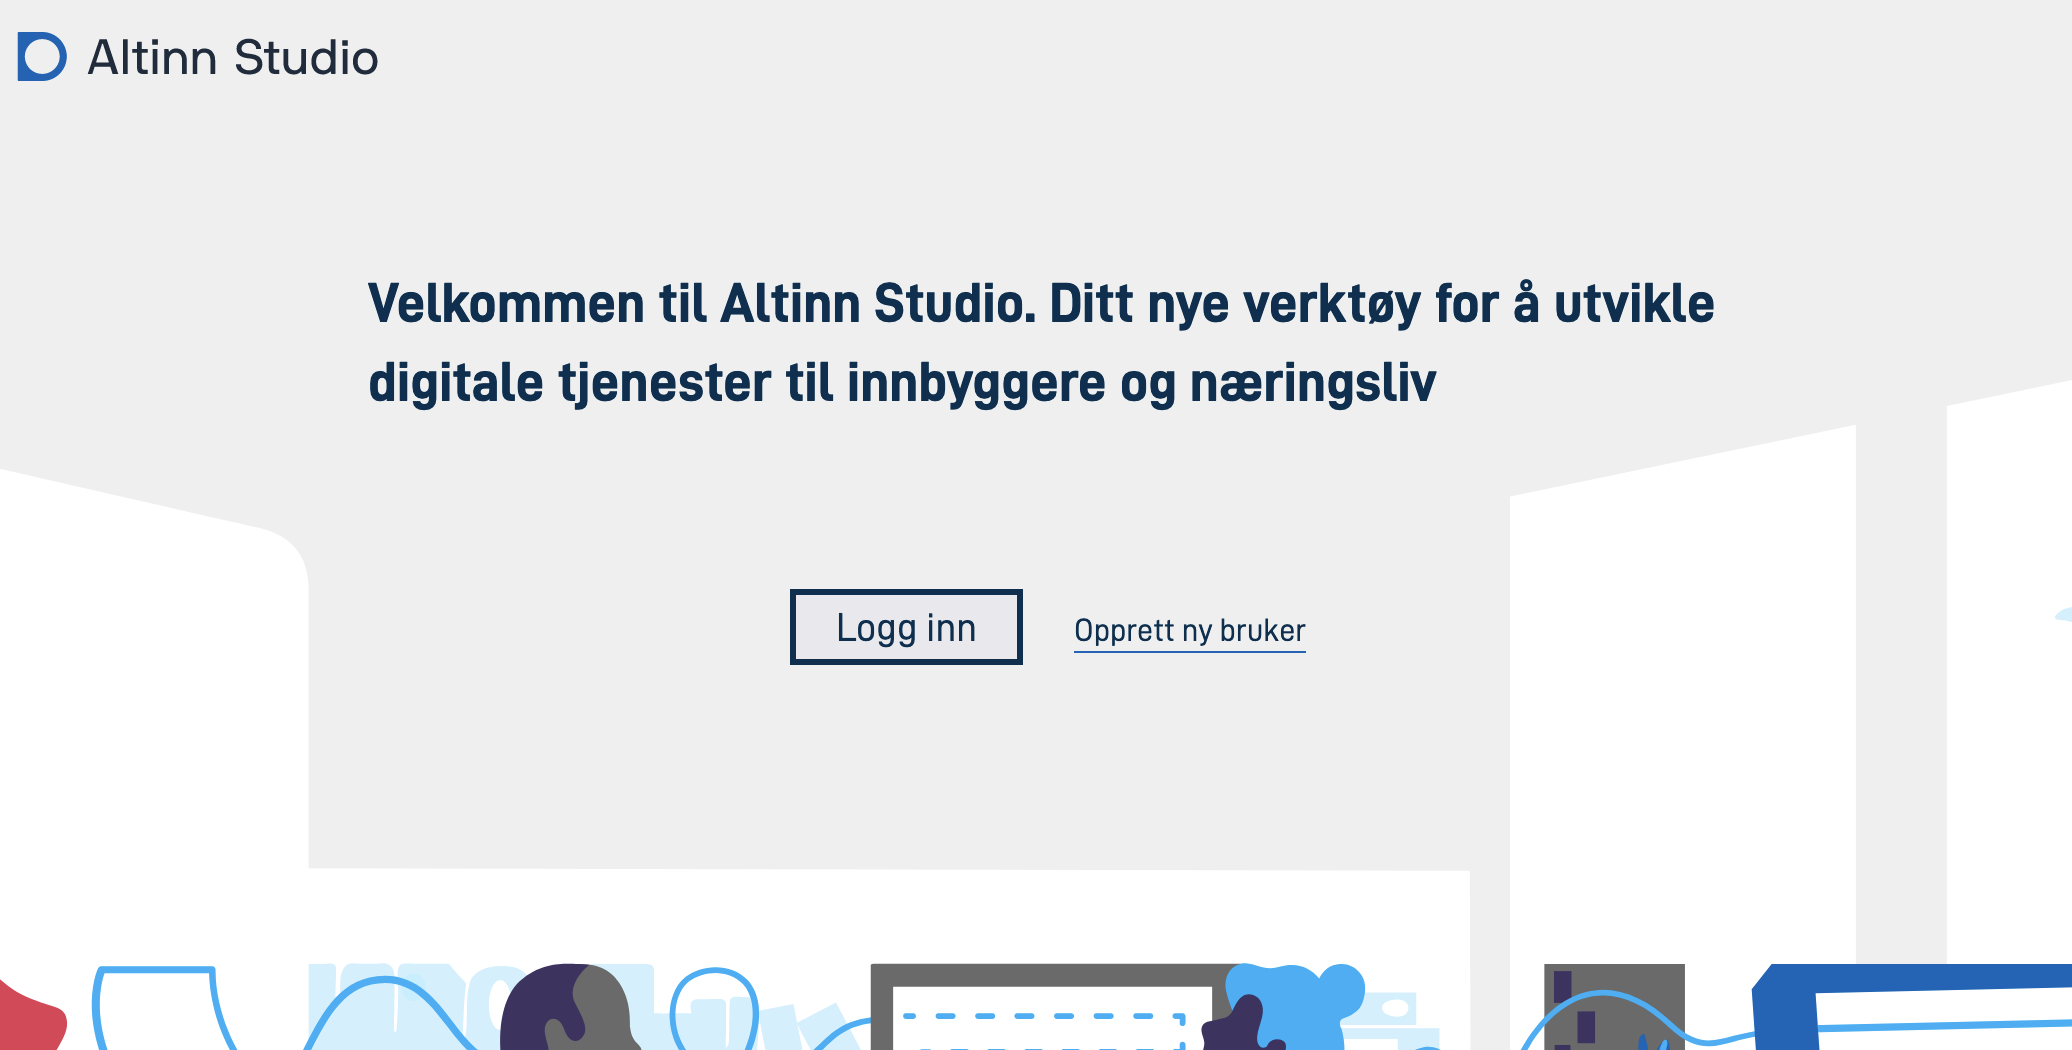 Altinn Studio
Velkommen til Altinn Studio. Ditt nye verktøy for å utvikle
digitale tjenester til innbyggere og næringsliv
Logg inn
Opprett ny bruker